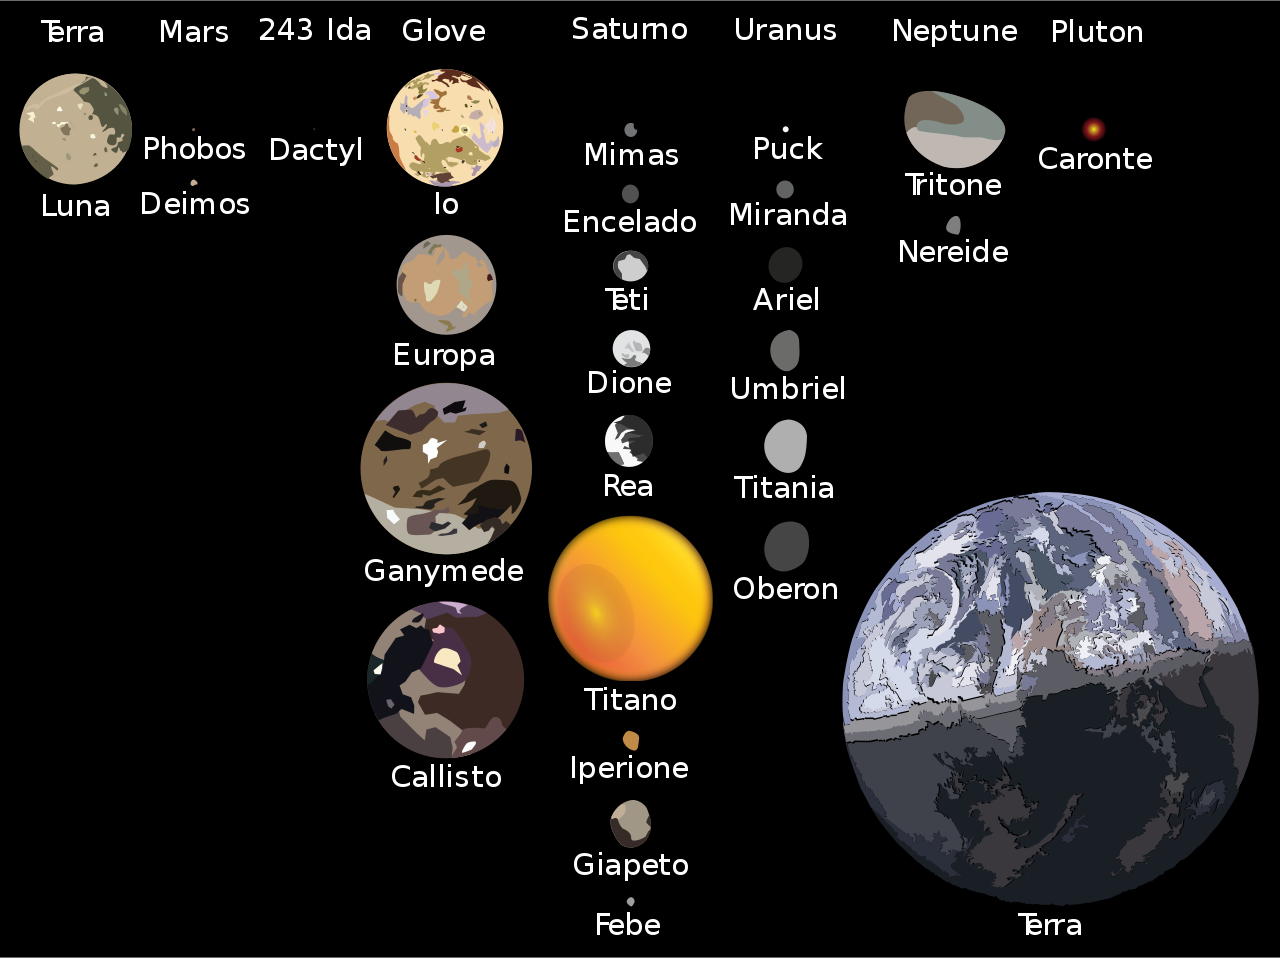 Terra
Mars
243 Ida
Glove
Saturno
Uranus
Neptune
Pluton
Luna
Phobos
Deimos
Dactyl
Io
Europa
Ganymede
Callisto
Mimas
Encelado
Teti
Dione
Rea
Titano
Iperione
Giapeto
Febe
Puck
Miranda
Ariel
Umbriel
Titania
Oberon
Tritone
Nereide
Caronte
Terra